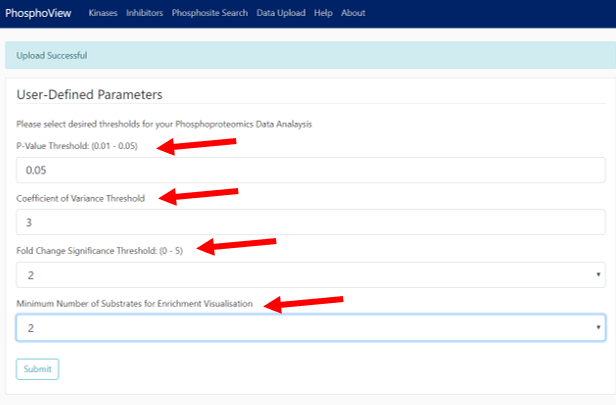 PhosphoView Kinases Inhibitors Phosphosite Search Data Upload Help About
Upload Successful
User-Defined Parameters
Please select desired thresholds for your Phosphoproteomics Data Analaysis
P-Value Threshold: (0.01 - 0.05)
0.05
Coefficient of Variance Threshold
3
Fold Change Significance Threshold: (0 - 5)
2
Minimum Number of Substrates for Enrichment Visualisation
2
Submit